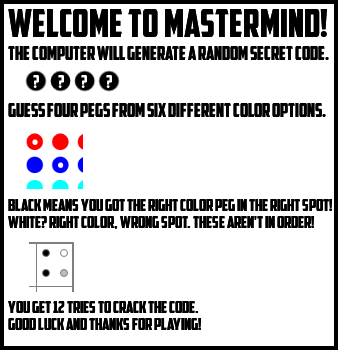 WELCOME TO MASTERMIND!
THE COMPUTER WILL GENERATE A RANDOM SECRET CODE.
? ? ? ?
GUESS FOUR PEGS FROM SIX DIFFERENT COLOR OPTIONS.
BLACK MEANS YOU GOT THE RIGHT COLOR PEG IN THE RIGHT SPOT!
WHITE? RIGHT COLOR, WRONG SPOT. THESE AREN'T IN ORDER!
YOU GET 12 TRIES TO CRACK THE CODE.
GOOD LUCK AND THANKS FOR PLAYING!